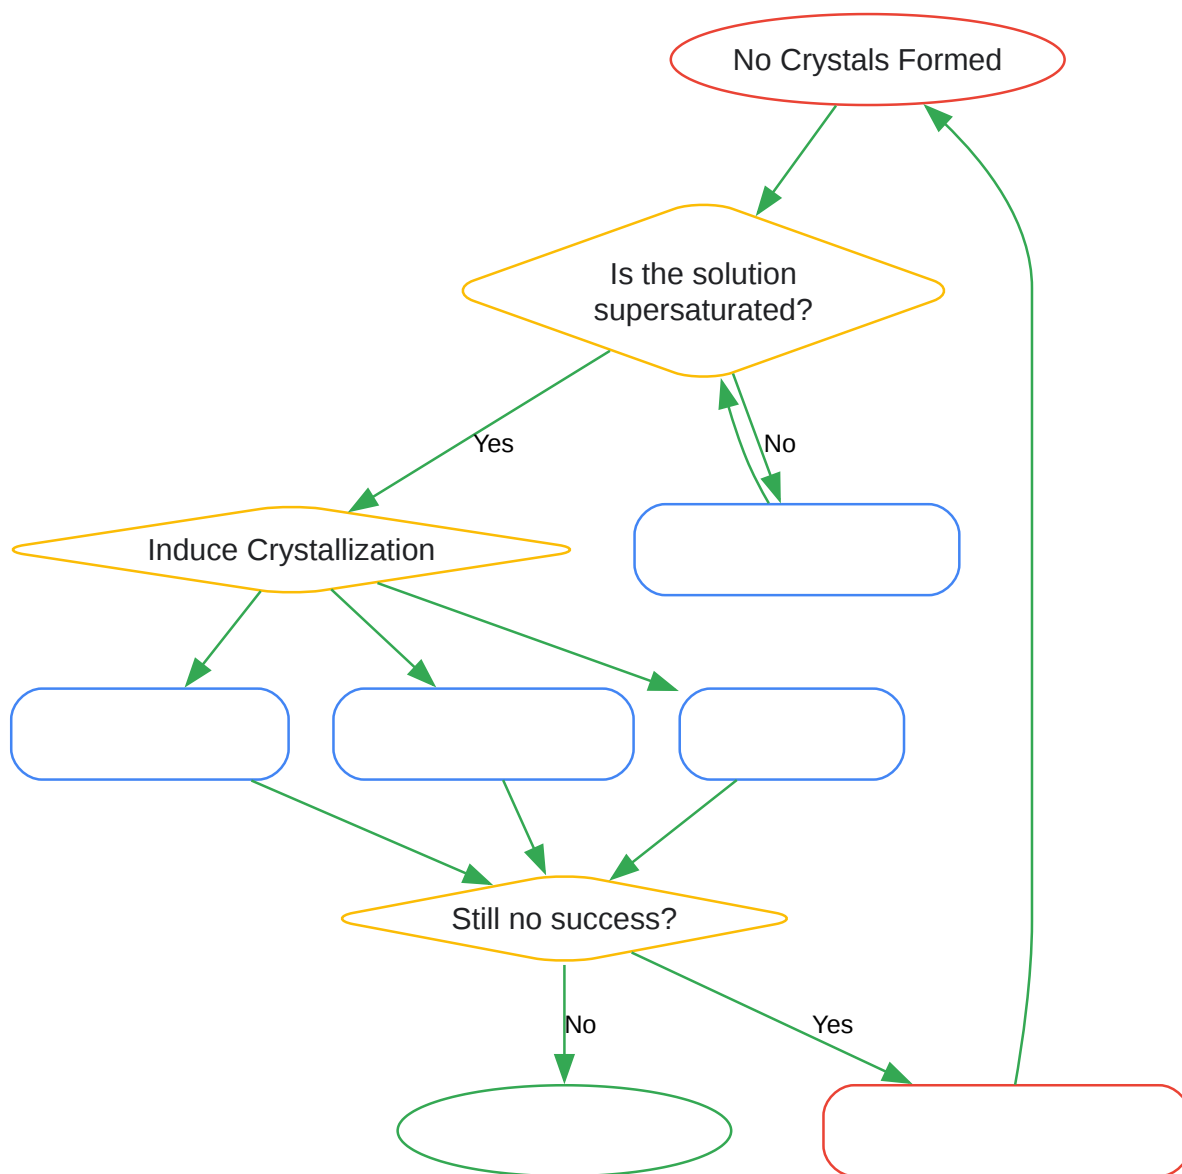 No Crystals Formed
Is the solution
supersaturated?
Yes
No
Induce Crystallization
Still no success?
No
Yes